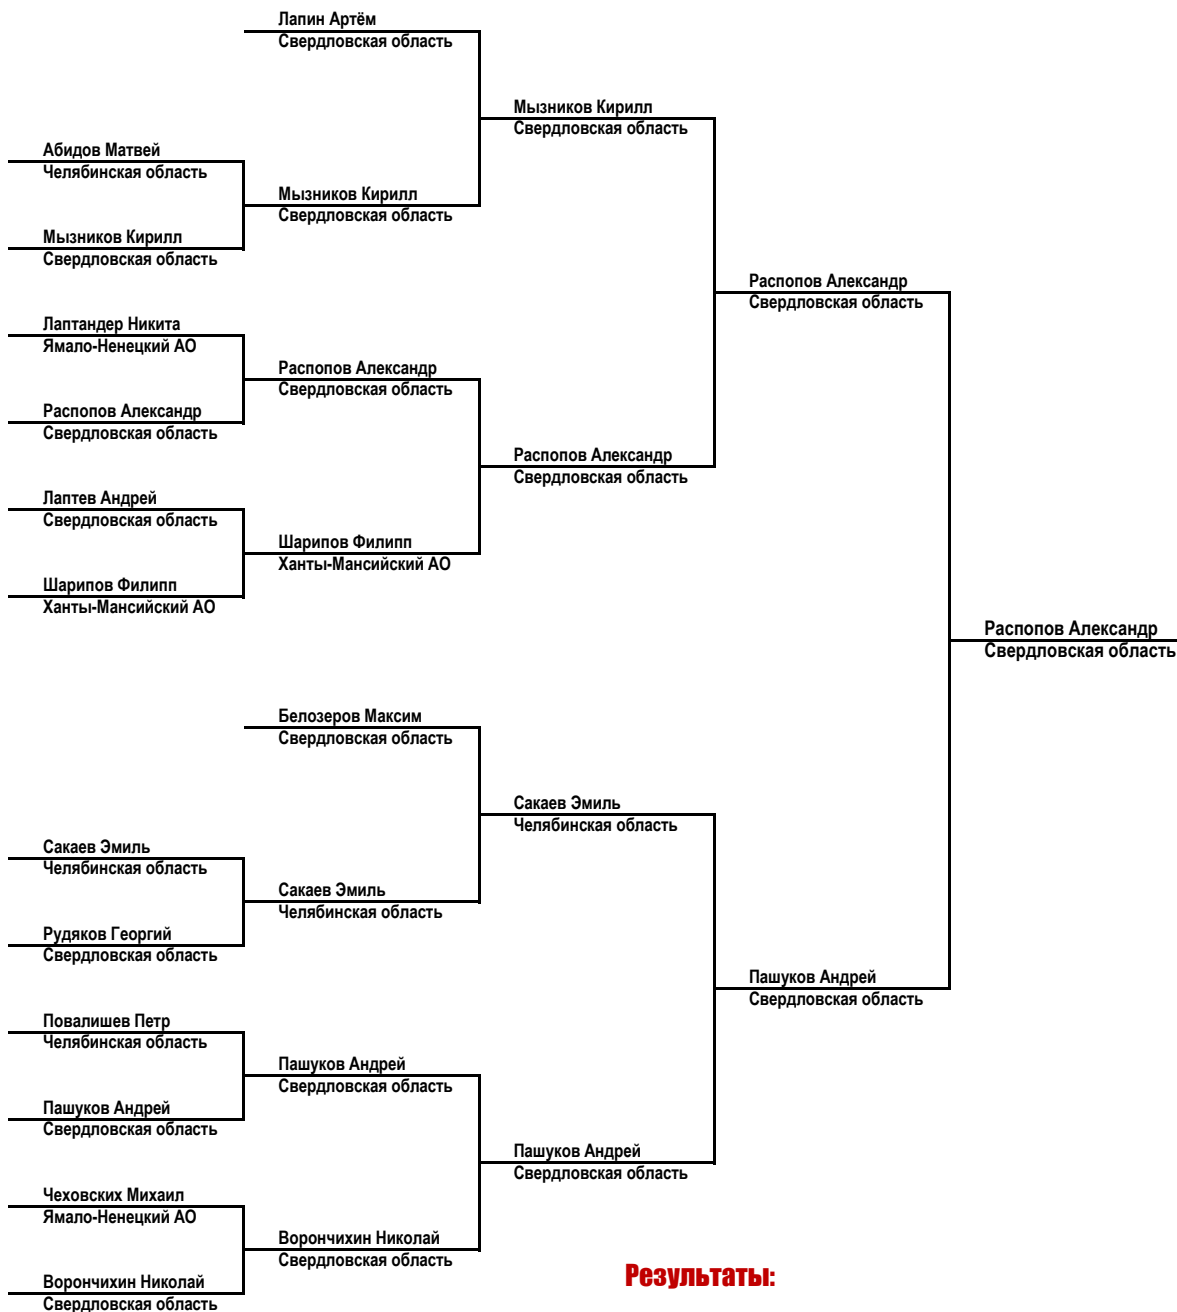 Лапин Артём
Свердловская область
Мызников Кирилл
Свердловская область
Абидов Матвей
Челябинская область
Мызников Кирилл
Свердловская область
Мызников Кирилл
Свердловская область
Распопов Александр
Свердловская область
Лаптандер Никита
Ямало-Ненецкий АО
Распопов Александр
Свердловская область
Распопов Александр
Свердловская область
Распопов Александр
Свердловская область
Лаптев Андрей
Свердловская область
Шарипов Филипп
Ханты-Мансийский АО
Шарипов Филипп
Ханты-Мансийский АО
Распопов Александр
Свердловская область
Белозеров Максим
Свердловская область
Сакаев Эмиль
Челябинская область
Сакаев Эмиль
Челябинская область
Сакаев Эмиль
Челябинская область
Рудяков Георгий
Свердловская область
Пашуков Андрей
Свердловская область
Повалишев Петр
Челябинская область
Пашуков Андрей
Свердловская область
Пашуков Андрей
Свердловская область
Пашуков Андрей
Свердловская область
Чеховских Михаил
Ямало-Ненецкий АО
Ворончихин Николай
Свердловская область
Результаты:
Ворончихин Николай
Свердловская область